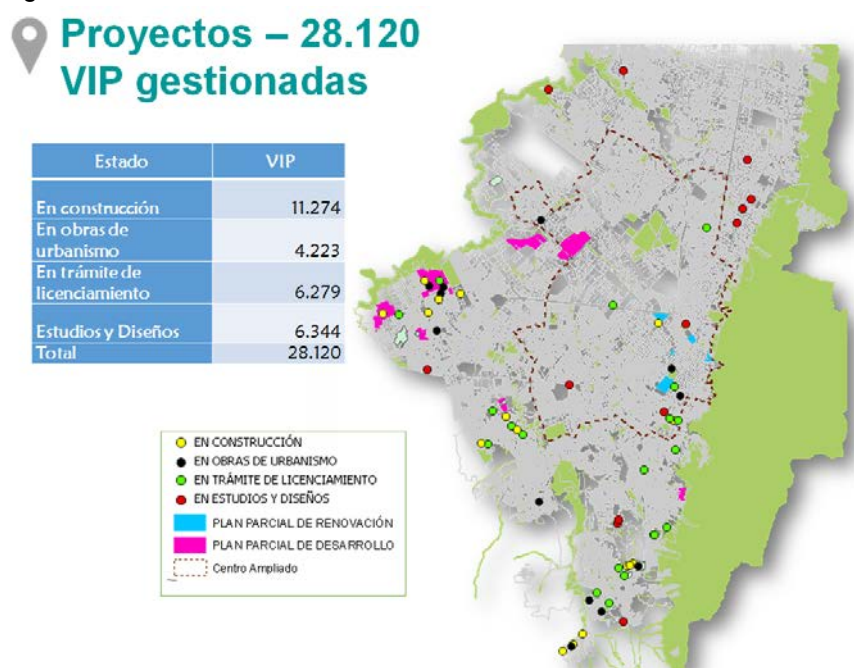 Proyectos – 28.120
VIP gestionadas
Estado VIP
En construcción 11.274
En obras de
urbanismo 4.223
En trámite de
licenciamiento 6.279
Estudios y Diseños 6.344
Total 28.120
EN CONSTRUCCIÓN
EN OBRAS DE URBANISMO
EN TRÁMITE DE LICENCIAMIENTO
EN ESTUDIOS Y DISEÑOS
PLAN PARCIAL DE RENOVACIÓN
PLAN PARCIAL DE DESARROLLO
Centro Ampliado